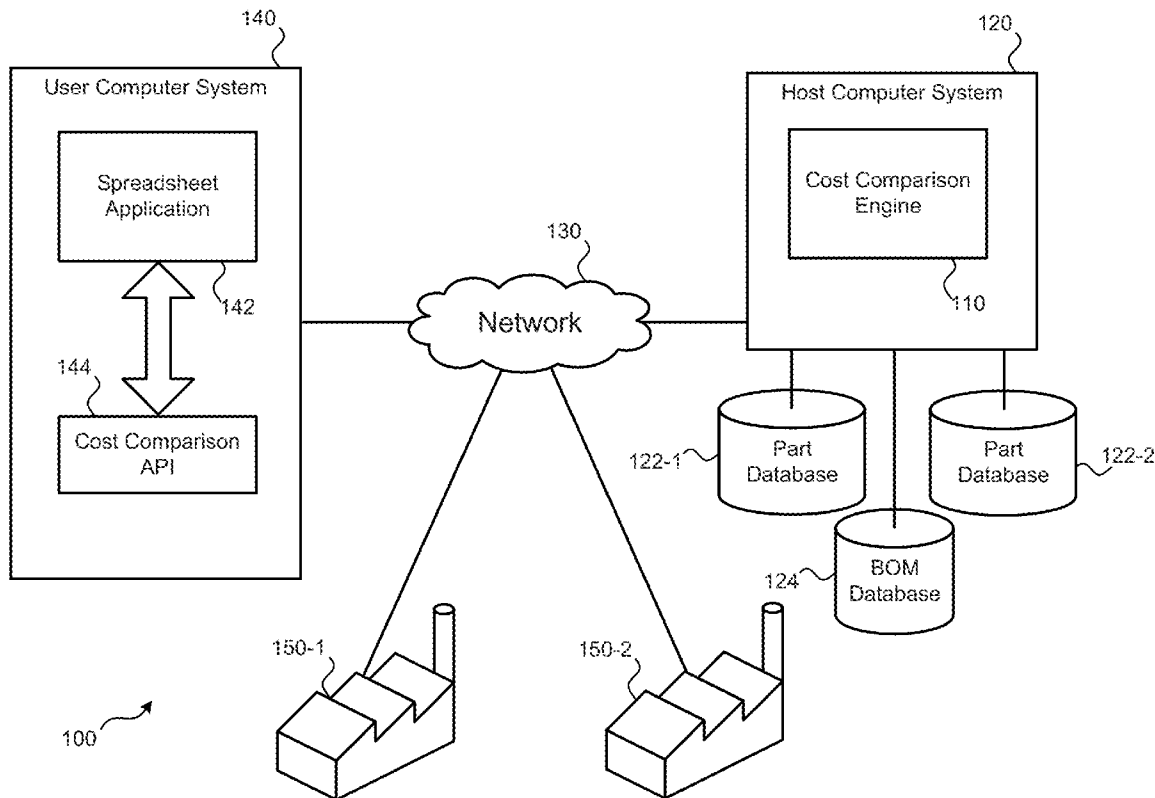 140
User Computer System
Spreadsheet
Application
142
144
Cost Comparison
API
130
Network
120
Host Computer System
Cost Comparison
Engine
110
122-1
Part
Database
Part
Database
122-2
124
BOM
Database
150-1
150-2
100